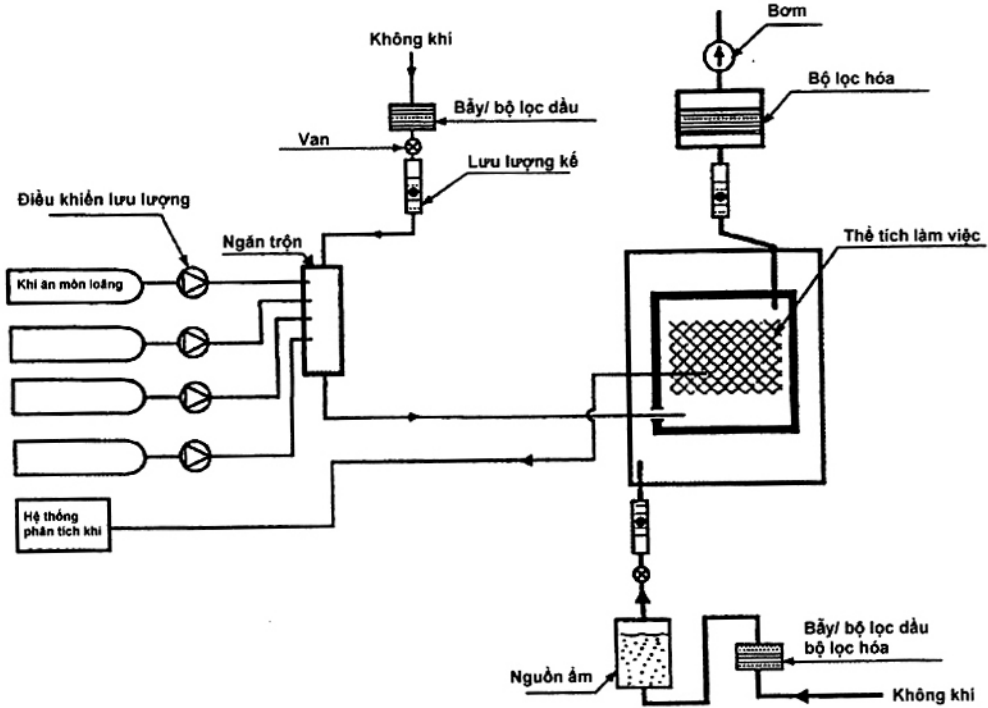 Bơm
Không khí
Bộ lọc hóa
Bẫy/ bộ lọc dầu
Van
Lưu lượng kế
Điều khiển lưu lượng
Ngăn trộn
Thể tích làm việc
Khí ăn mòn loãng
Hệ thống
phân tích khí
Bẫy/ bộ lọc dầu
bộ lọc hóa
Nguồn ẩm
Không khí